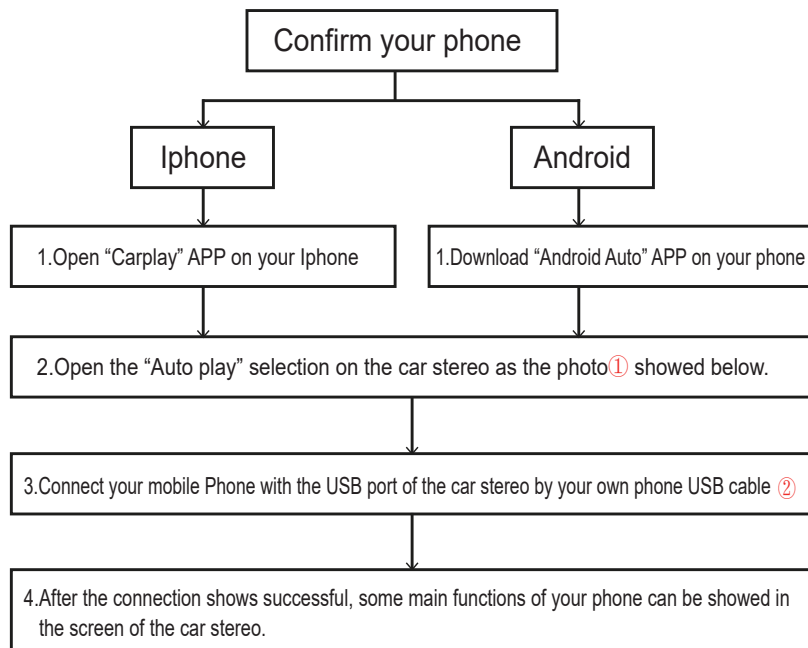 Confirm your phone
Iphone
Android
1.Open “Carplay” APP on your Iphone
1.Download “Android Auto” APP on your phone
2.Open the “Auto play” selection on the car stereo as the photo① showed below.
3.Connect your mobile Phone with the USB port of the car stereo by your own phone USB cable ②
4.After the connection shows successful, some main functions of your phone can be showed in
the screen of the car stereo.